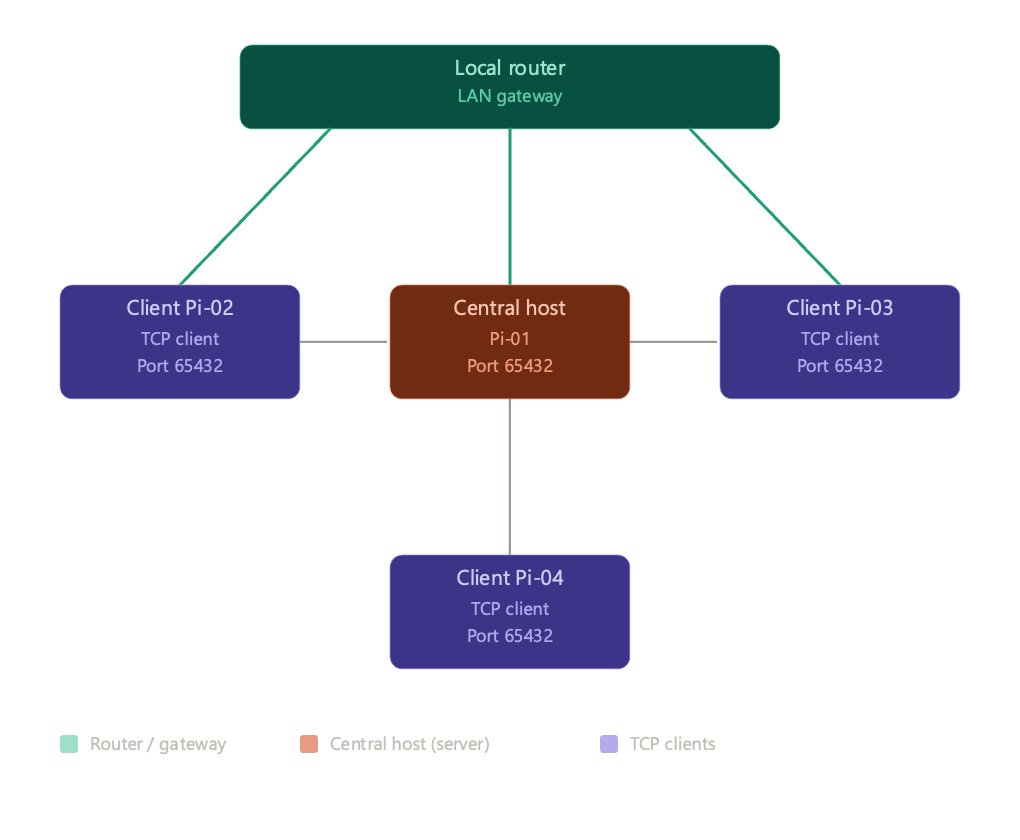 Local router
LAN gateway
Client Pi-02
TCP client
Port 65432
Central host
Pi-01
Port 65432
Client Pi-03
TCP client
Port 65432
Client Pi-04
TCP client
Port 65432
Router / gateway
Central host (server)
TCP clients